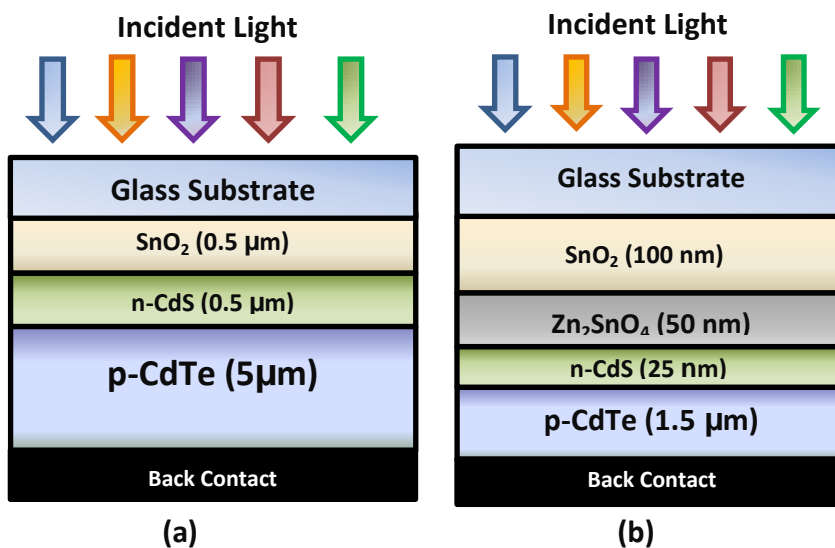 Incident Light
Glass Substrate
SnO₂ (0.5 µm)
n-CdS (0.5 µm)
p-CdTe (5µm)
Back Contact
(a)
Incident Light
Glass Substrate
SnO₂ (100 nm)
Zn₂SnO₄ (50 nm)
n-CdS (25 nm)
p-CdTe (1.5 µm)
Back Contact
(b)